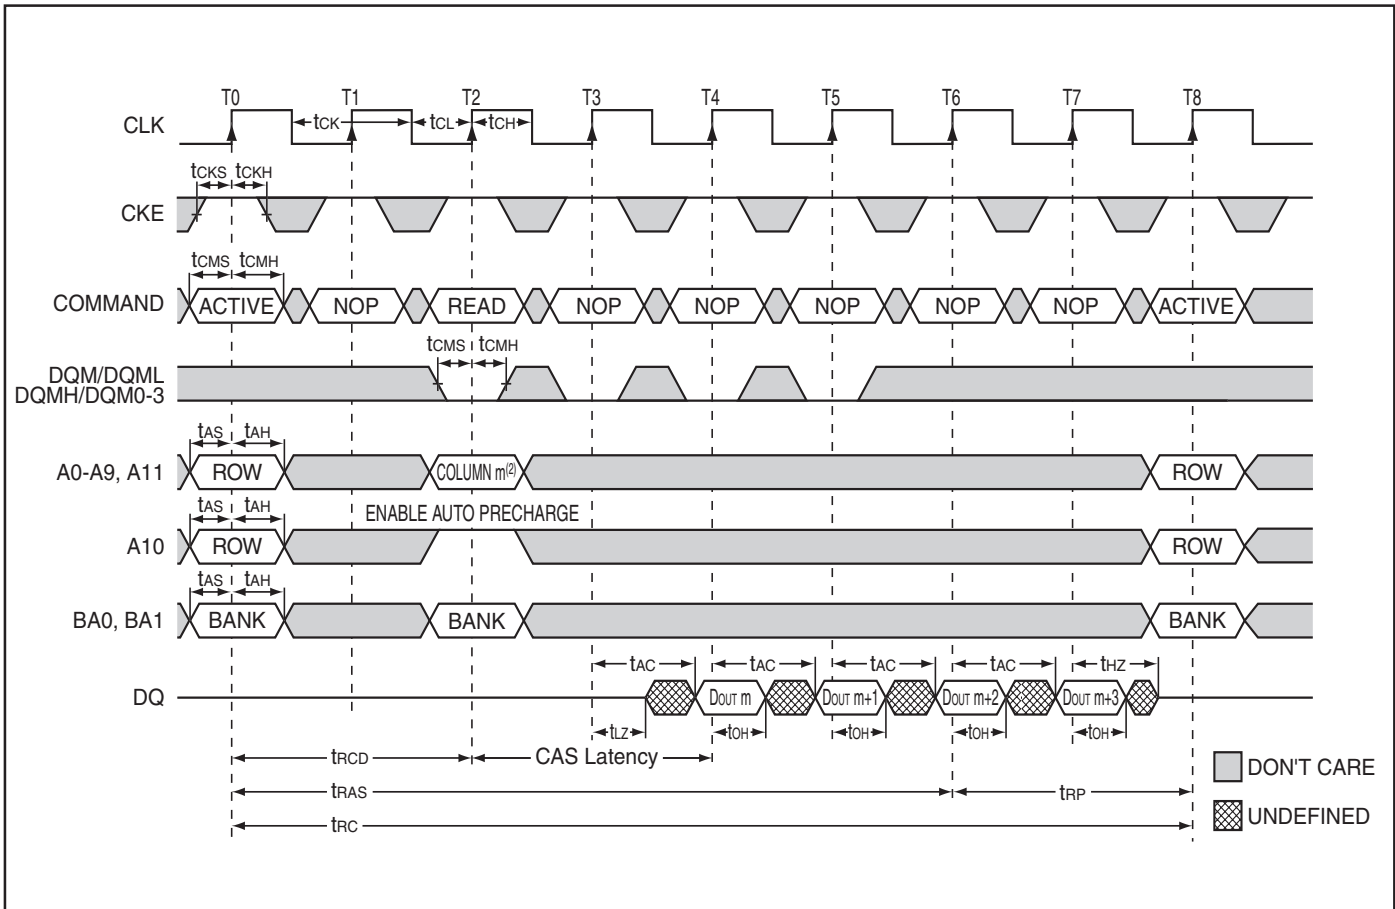 T0 T1 T2 T3 T4 T5 T6 T7 T8
CLK tCK tCL tCH
tCKS tCKH
CKE
tCMS tCMH
COMMAND ACTIVE NOP READ NOP NOP NOP NOP NOP ACTIVE
tCMS tCMH
DQM/DQML
DQMH/DQM0-3
tAS tAH
A0-A9, A11 ROW COLUMN m(2) ROW
tAS tAH ENABLE AUTO PRECHARGE
A10 ROW ROW
tAS tAH
BA0, BA1 BANK BANK BANK
tAC tAC tAC tAC tHZ
DQ DOUT m DOUT m+1 DOUT m+2 DOUT m+3
tLZ tOH tOH tOH tOH
tRCD CAS Latency
DON'T CARE
tRAS tRP
UNDEFINED
tRC